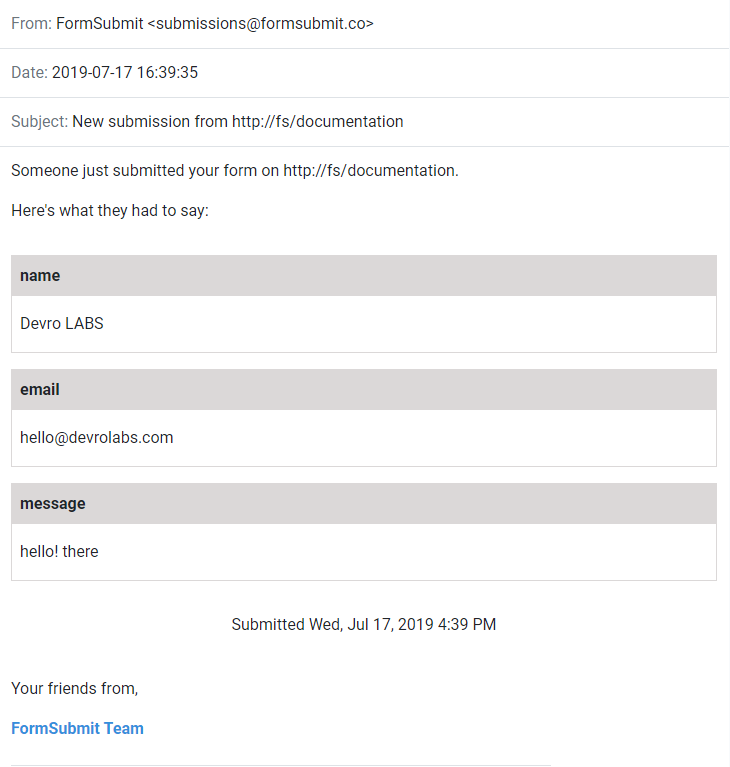 From: FormSubmit <submissions@formsubmit.co>
Date: 2019-07-17 16:39:35
Subject: New submission from http://fs/documentation
Someone just submitted your form on http://fs/documentation.
Here's what they had to say:
name
Devro LABS
email
hello@devrolabs.com
message
hello! there
Submitted Wed, Jul 17, 2019 4:39 PM
Your friends from,
FormSubmit Team